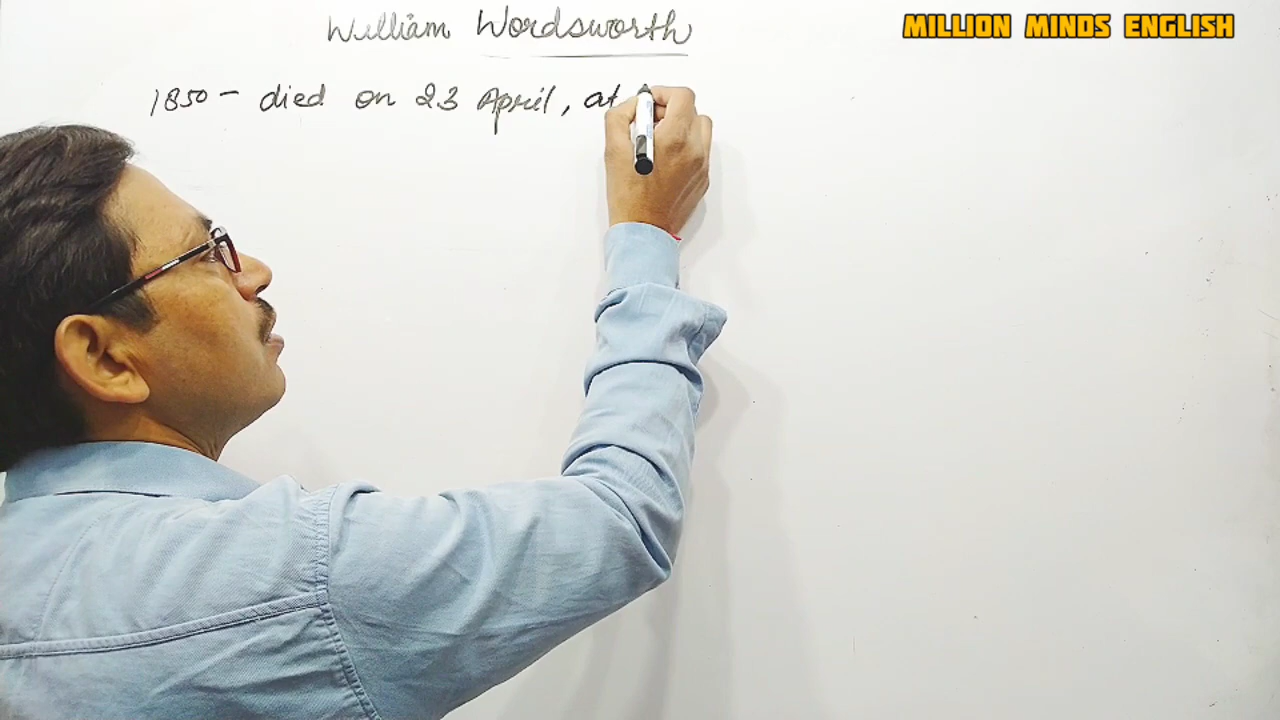 William Wordsworth
MILLION MINDS ENGLISH
1850 - died on 23 April, at